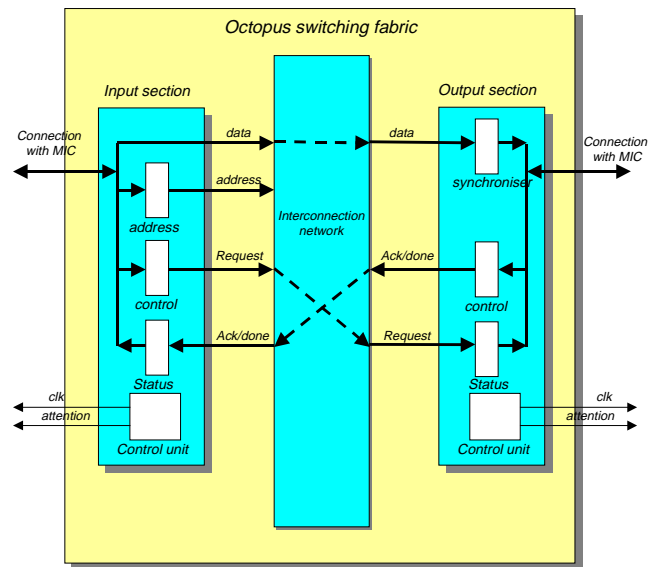 Octopus switching fabric
Input section
Output section
Connection
with MIC
Connection
with MIC
data
data
synchroniser
address
address
Interconnection
network
Request
Ack/done
control
control
Ack/done
Request
Status
Status
clk
attention
clk
attention
Control unit
Control unit